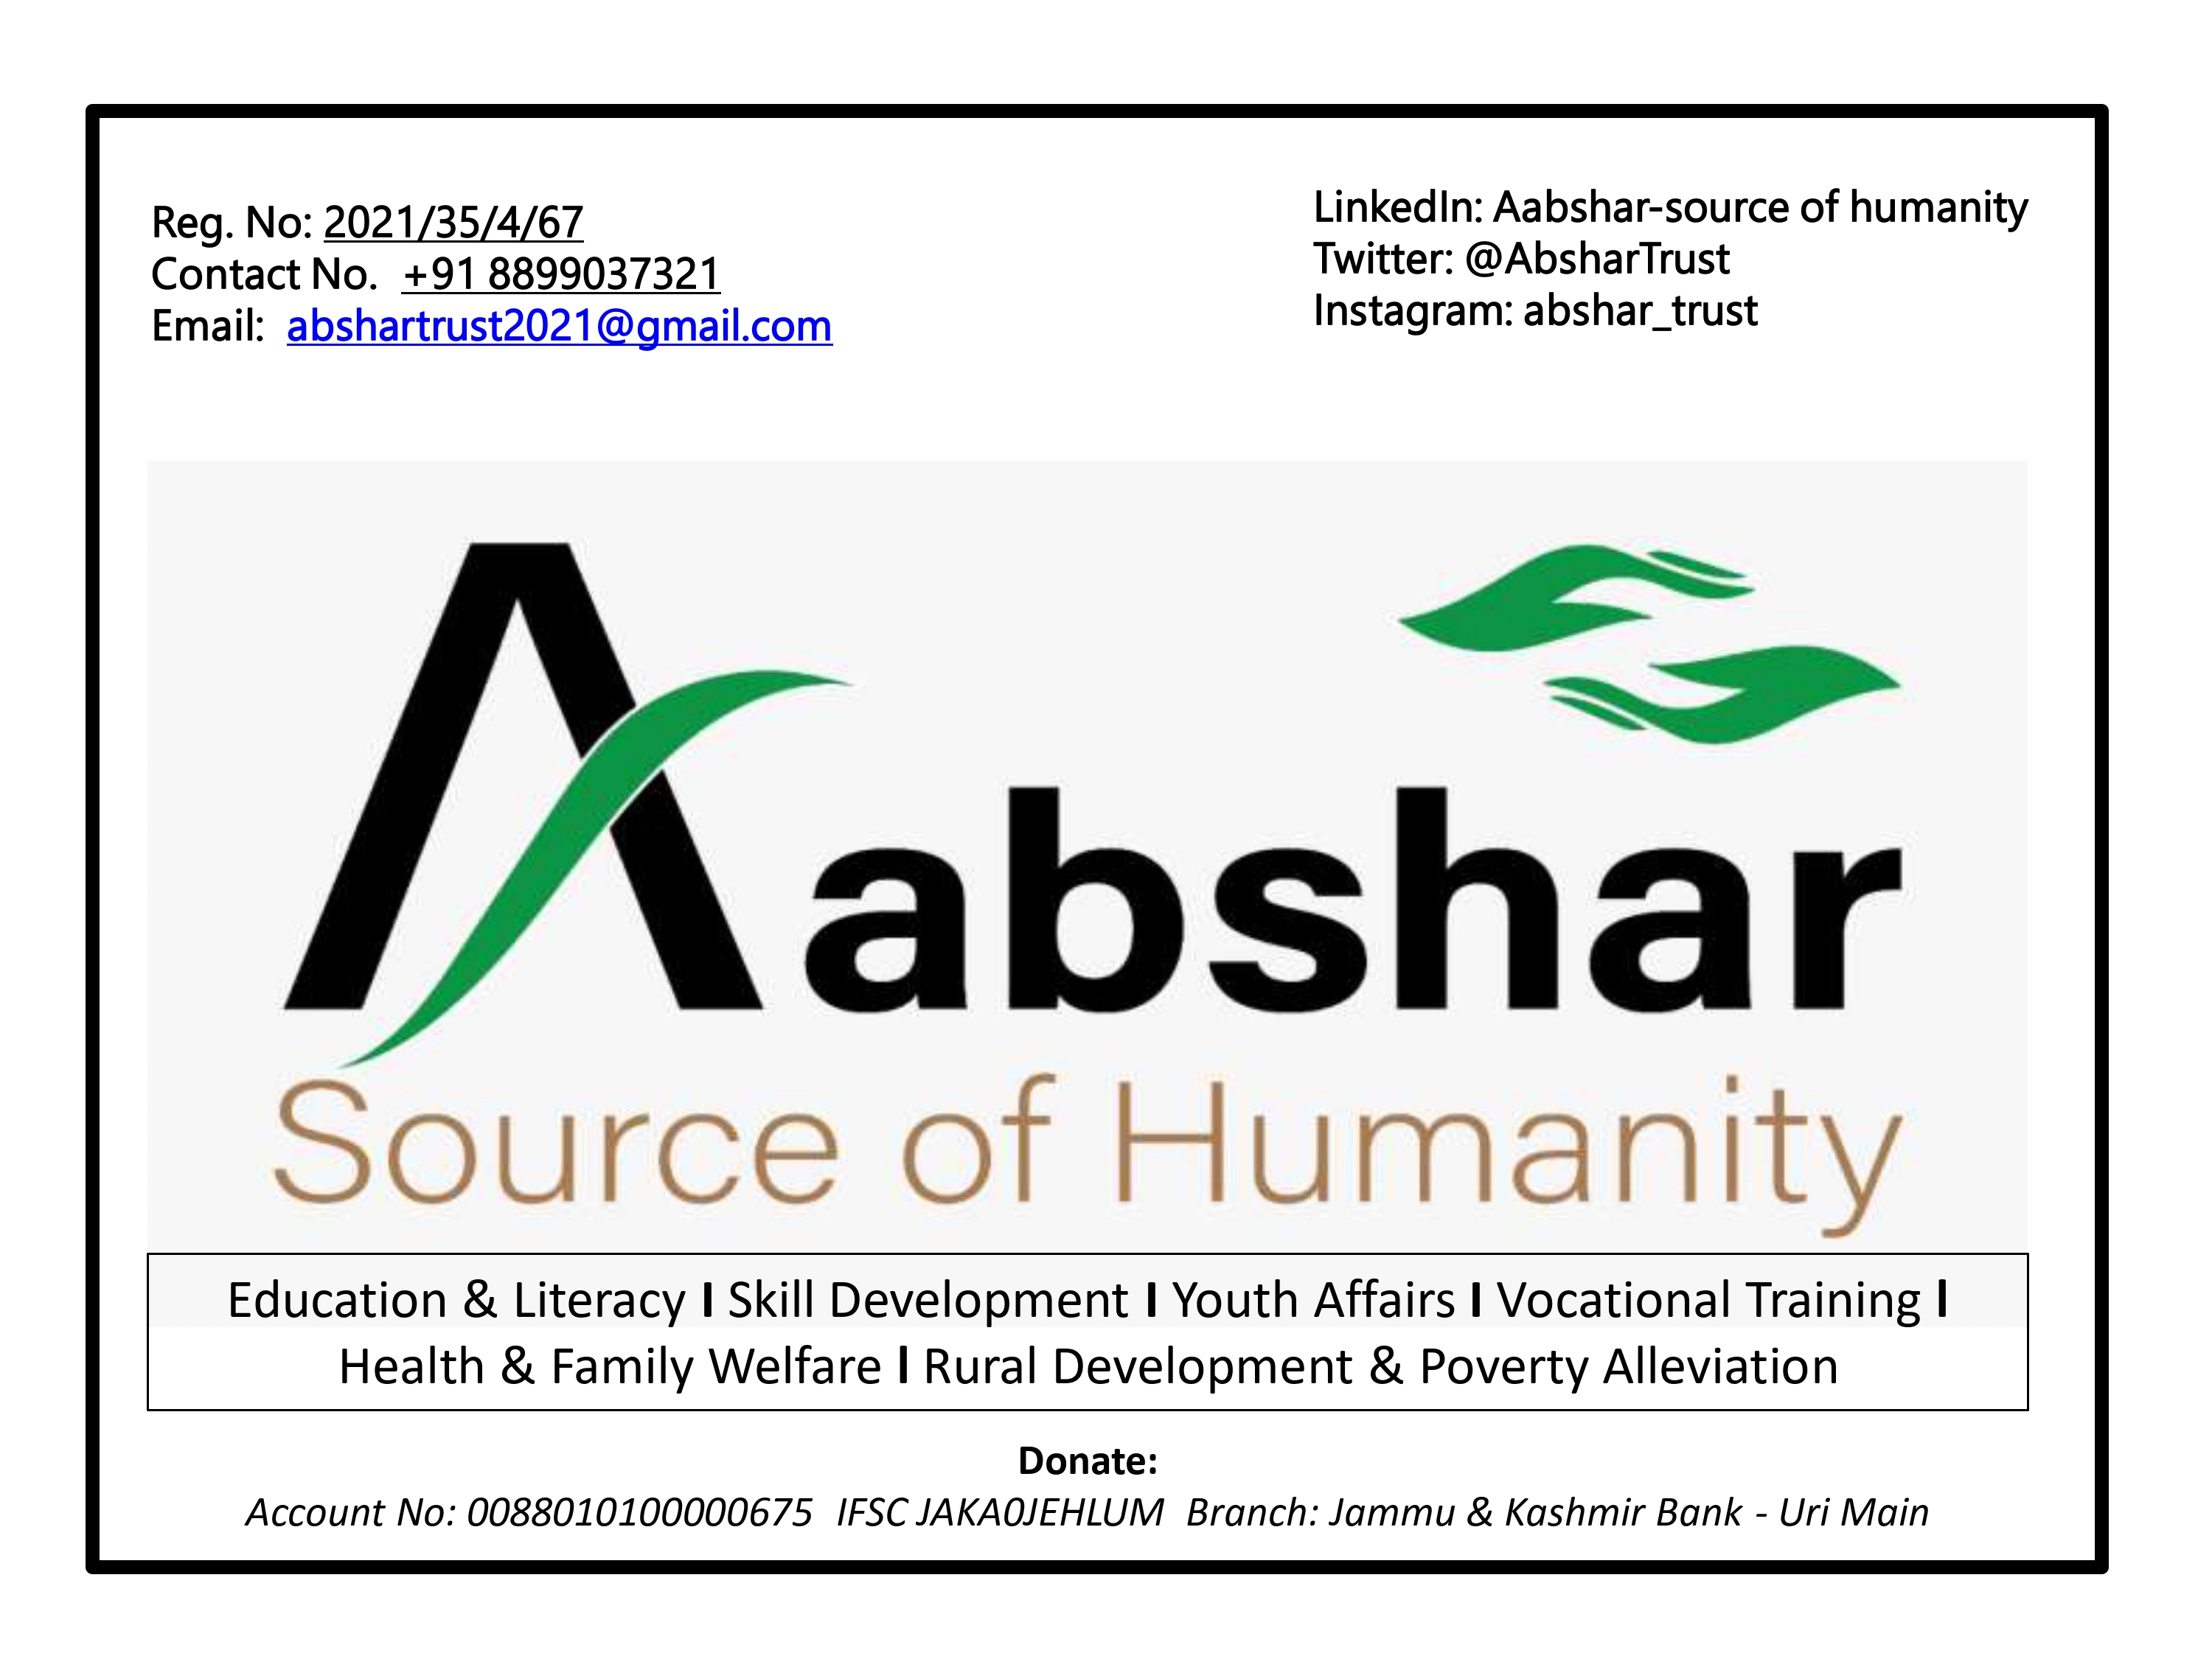 Reg. No: 2021/35/4/67
Contact No. +91 8899037321
Email: abshartrust2021@gmail.com
LinkedIn: Aabshar-source of humanity
Twitter: @AbsharTrust
Instagram: abshar_trust
Aabshar
Source of Humanity
Education & Literacy I Skill Development I Youth Affairs I Vocational Training I
Health & Family Welfare I Rural Development & Poverty Alleviation
Donate:
Account No: 0088010100000675 IFSC JAKA0JEHLUM Branch: Jammu & Kashmir Bank - Uri Main